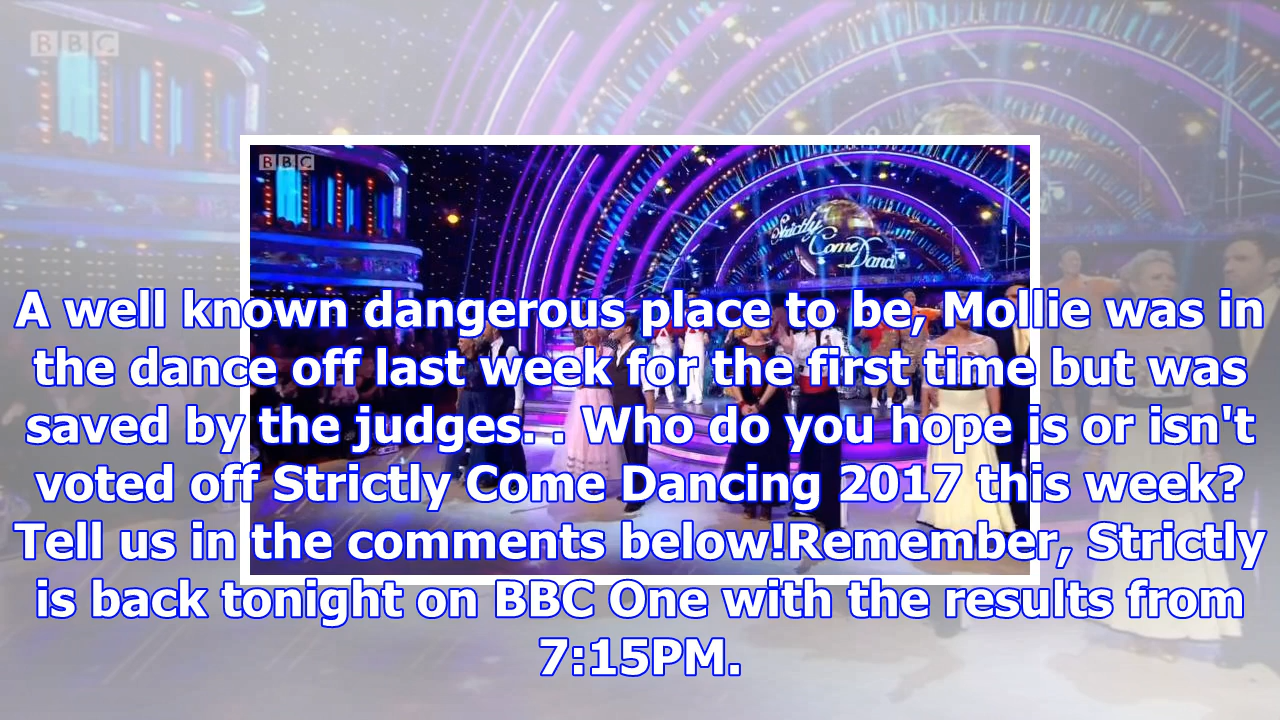 BBC
BBC
Strictly
Come
Danc
A well known dangerous place to be, Mollie was in
the dance off last week for the first time but was
saved by the judges. . Who do you hope is or isn't
voted off Strictly Come Dancing 2017 this week?
Tell us in the comments below!Remember, Strictly
is back tonight on BBC One with the results from
7:15PM.